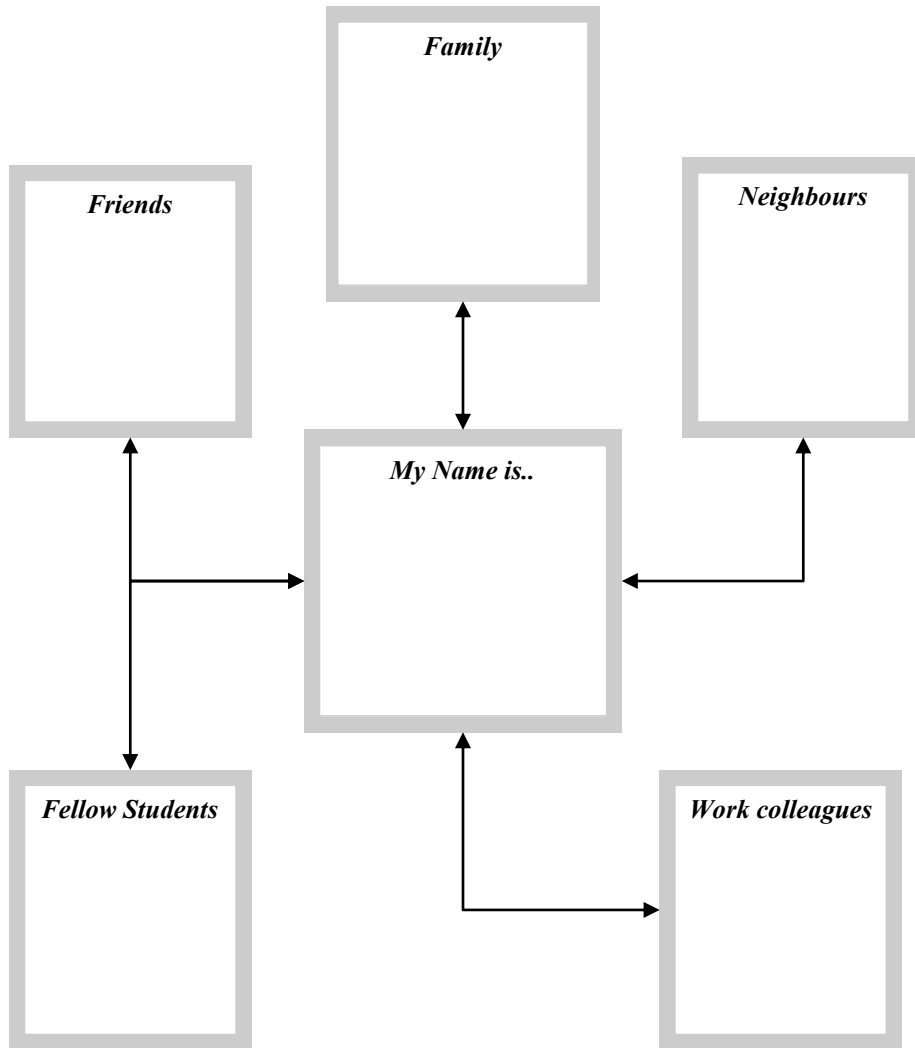 Family
Friends
Neighbours
My Name is..
Fellow Students
Work colleagues